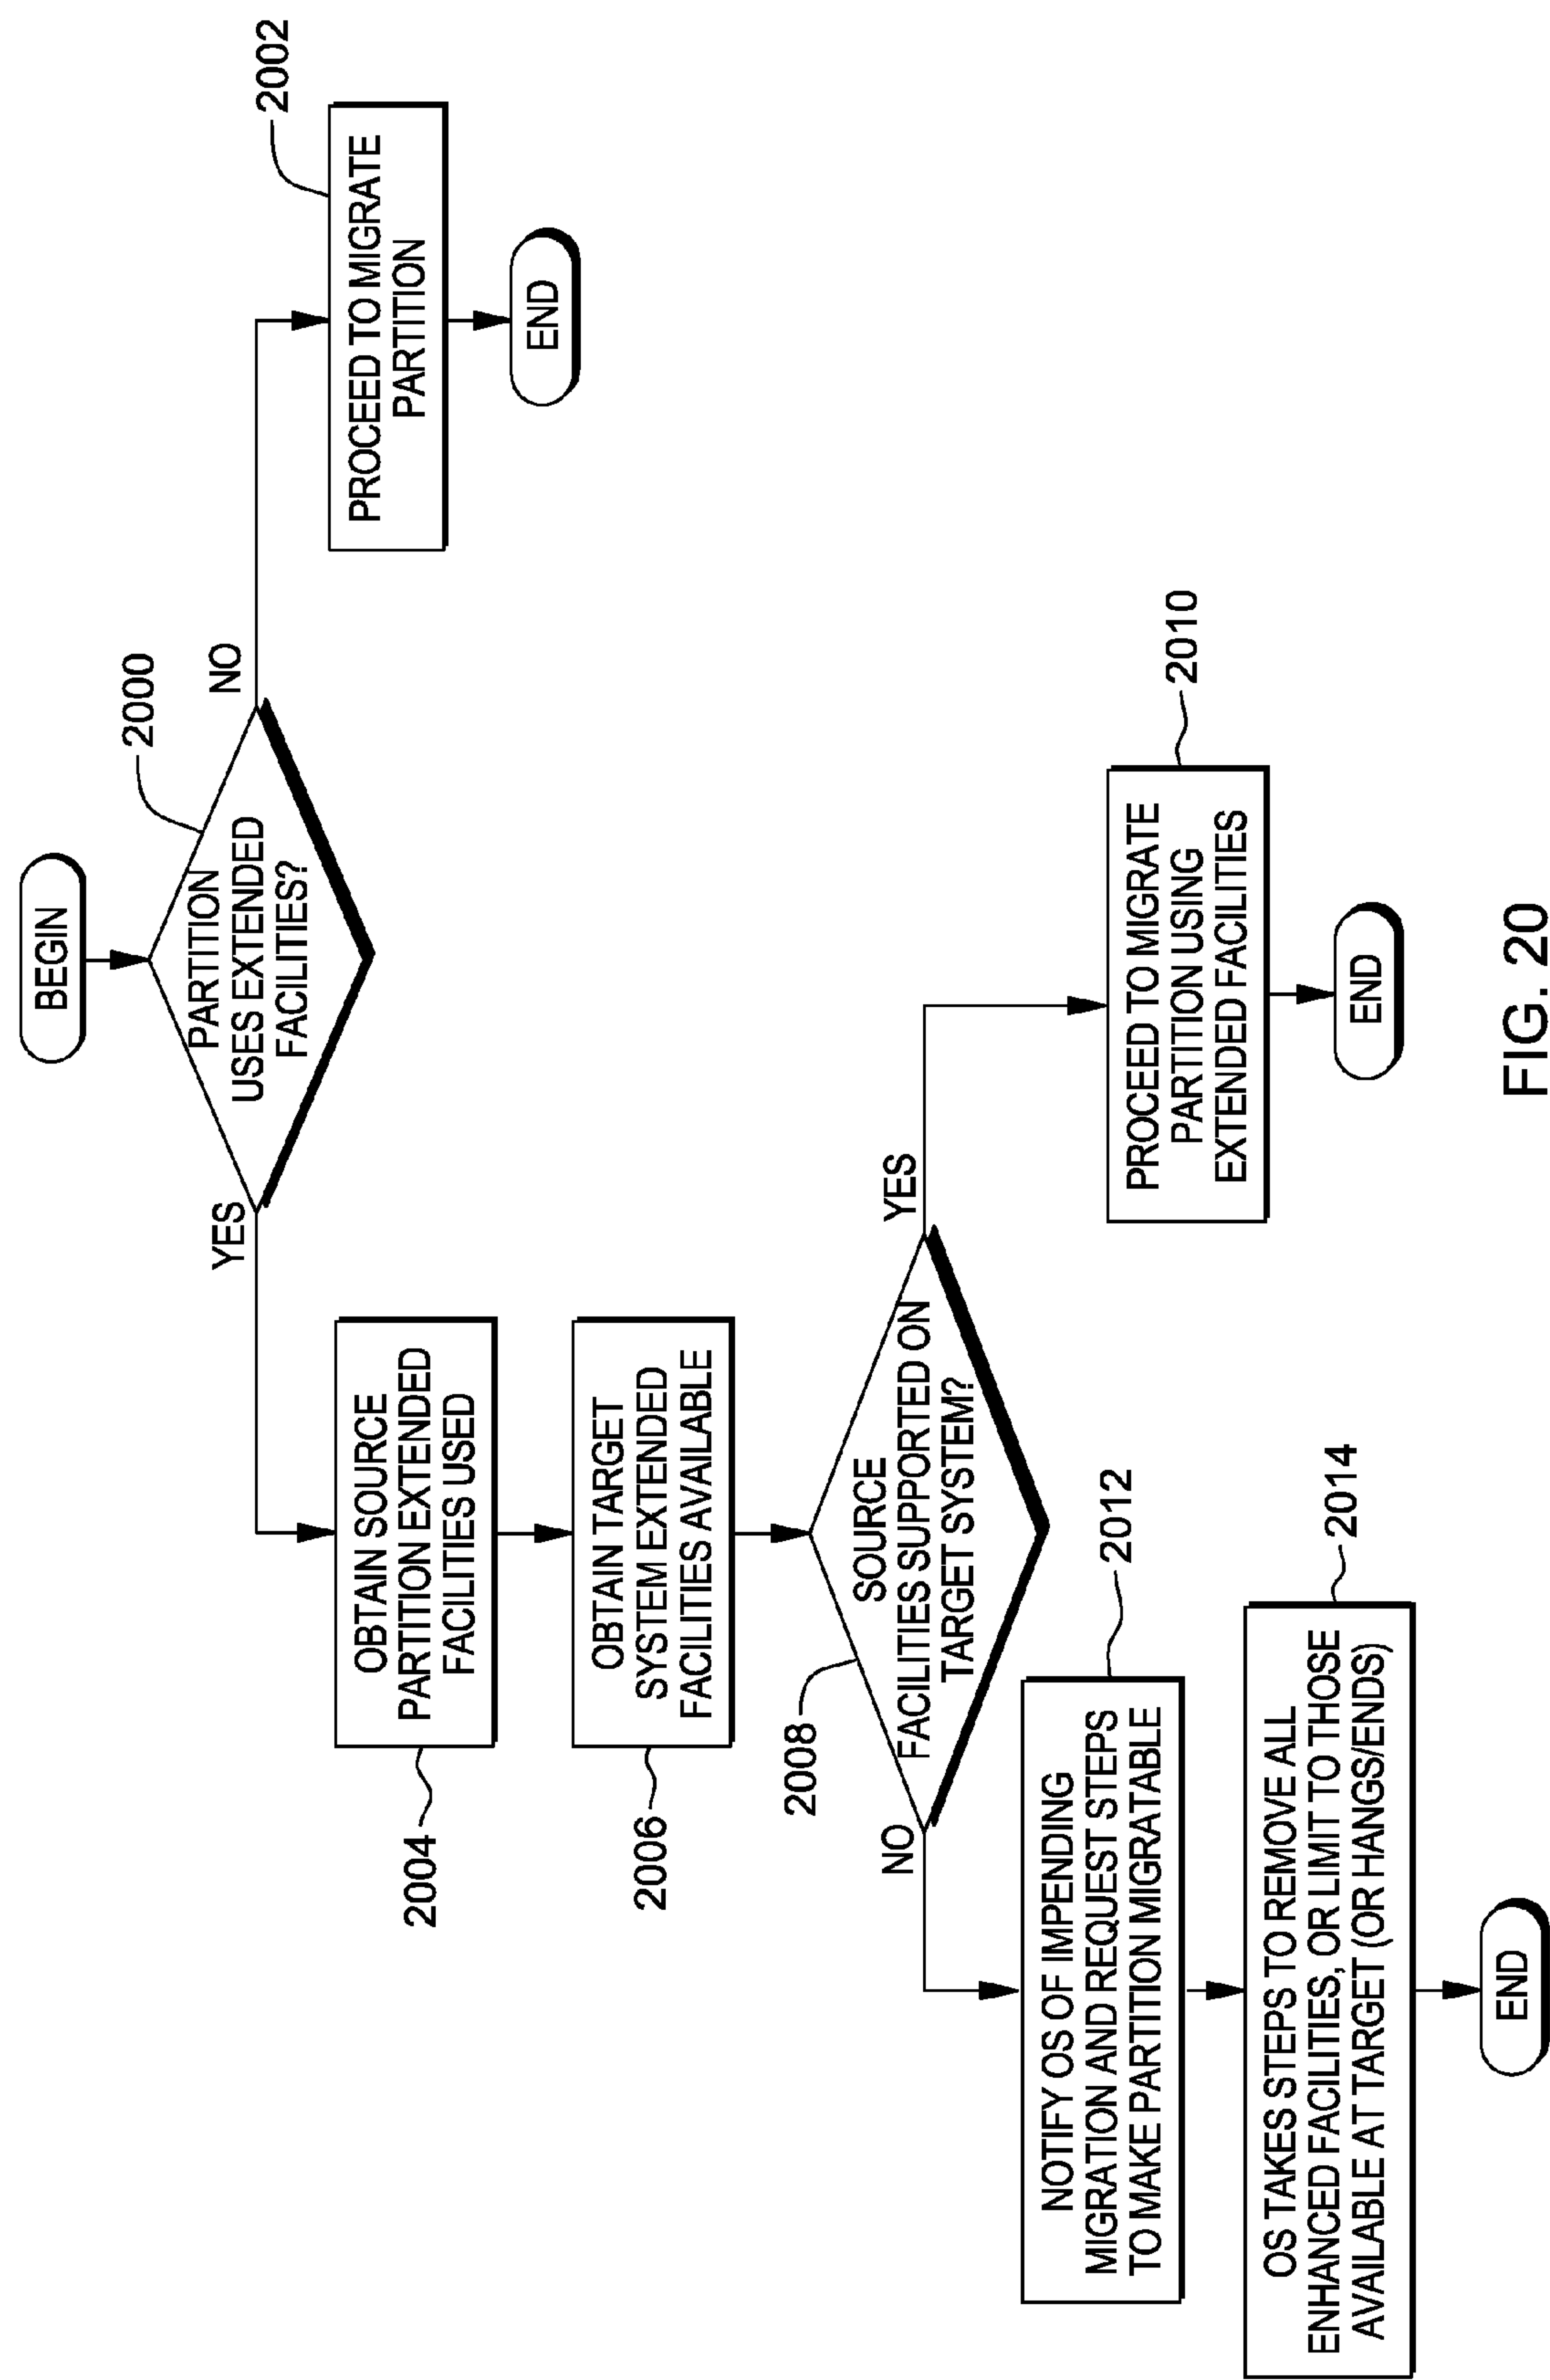 BEGIN
2000
PARTITION
USES EXTENDED
FACILITIES?
YES
NO
2002
PROCEED TO MIGRATE
PARTITION
END
OBTAIN SOURCE
PARTITION EXTENDED
FACILITIES USED
2004
OBTAIN TARGET
SYSTEM EXTENDED
FACILITIES AVAILABLE
2006
2008
SOURCE
FACILITIES SUPPORTED ON
TARGET SYSTEM?
NO
YES
2010
PROCEED TO MIGRATE
PARTITION USING
EXTENDED FACILITIES
END
2012
NOTIFY OS OF IMPENDING
MIGRATION AND REQUEST STEPS
TO MAKE PARTITION MIGRATABLE
2014
OS TAKES STEPS TO REMOVE ALL
ENHANCED FACILITIES, OR LIMIT TO THOSE
AVAILABLE AT TARGET (OR HANGS/ENDS)
END
FIG. 20